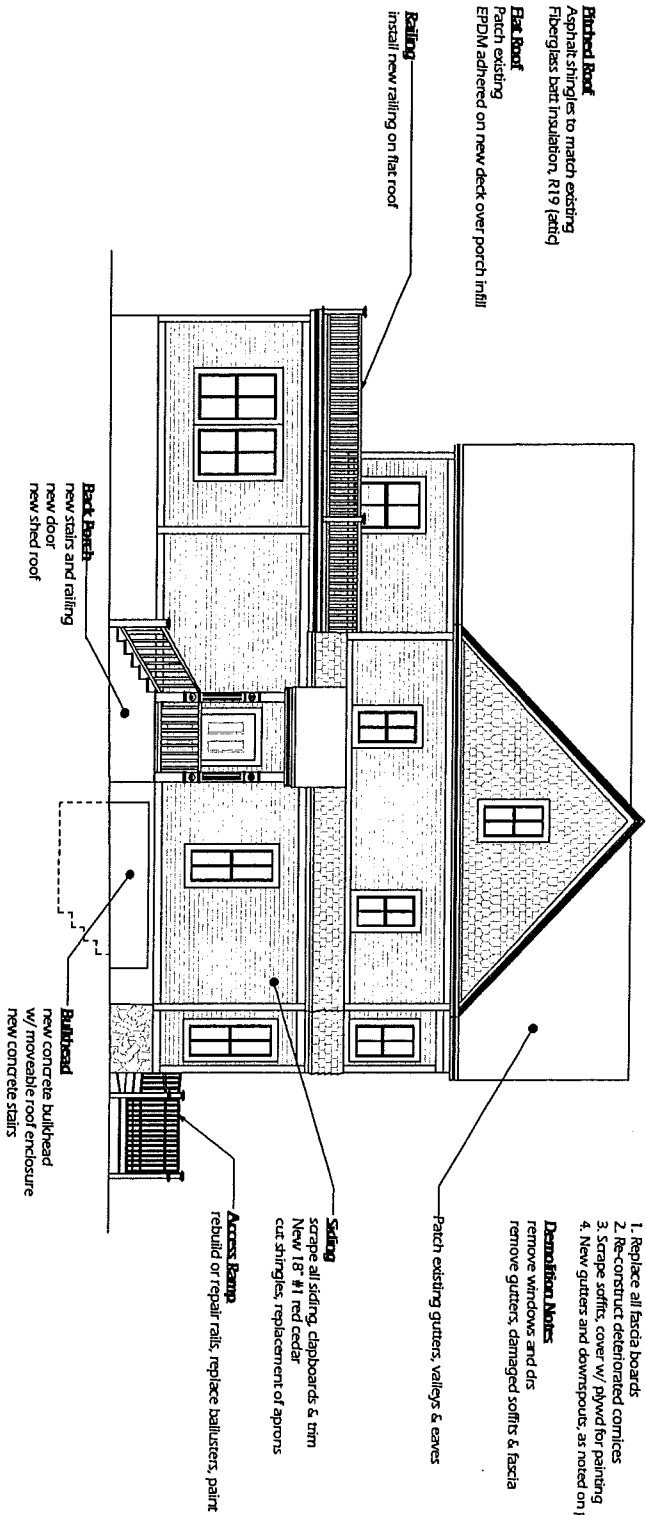 Pitched Roof
Asphalt shingles to match existing
Fiberglass batt insulation, R19 (attic)
Flat Roof
Patch existing
EPDM adhered on new deck over porch infill
Railing
install new railing on flat roof
Back Porch
new stairs and railing
new door
new shed roof
Bulkhead
new concrete bulkhead
w/ moveable roof enclosure
new concrete stairs
1. Replace all fascia boards
2. Re-construct deteriorated cornices
3. Scrape soffits, cover w/ plywd for painting
4. New gutters and downspouts, as noted on
Demolition Notes
remove windows and drs
remove gutters, damaged soffits & fascia
Patch existing gutters, valleys & eaves
Siding
scrape all siding, clapboards & trim
New 18" #1 red cedar
cut shingles, replacement of aprons
Access Ramp
rebuild or repair rails, replace ballusters, paint